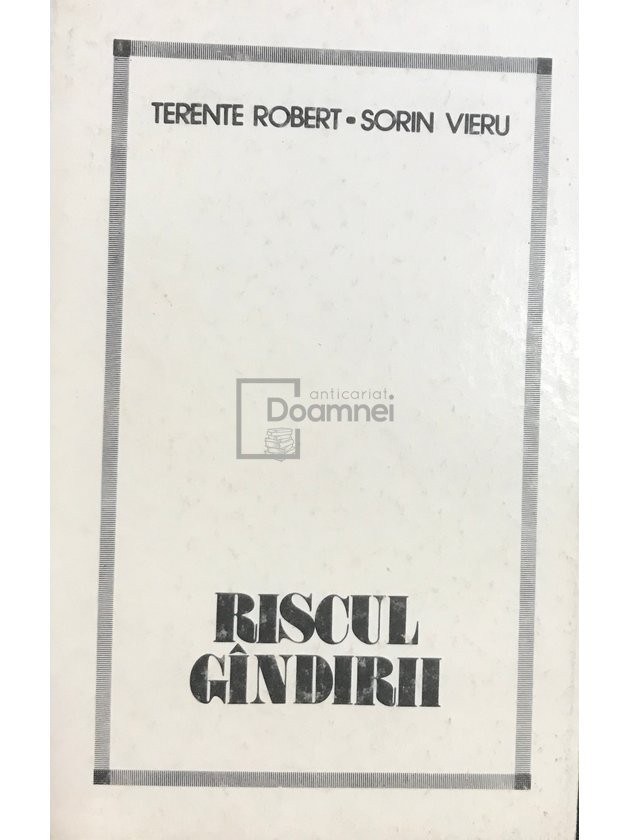 TERENTE ROBERT • SORIN VIERU
anticariat
Doamnei
RISCUL
GÎNDIRII